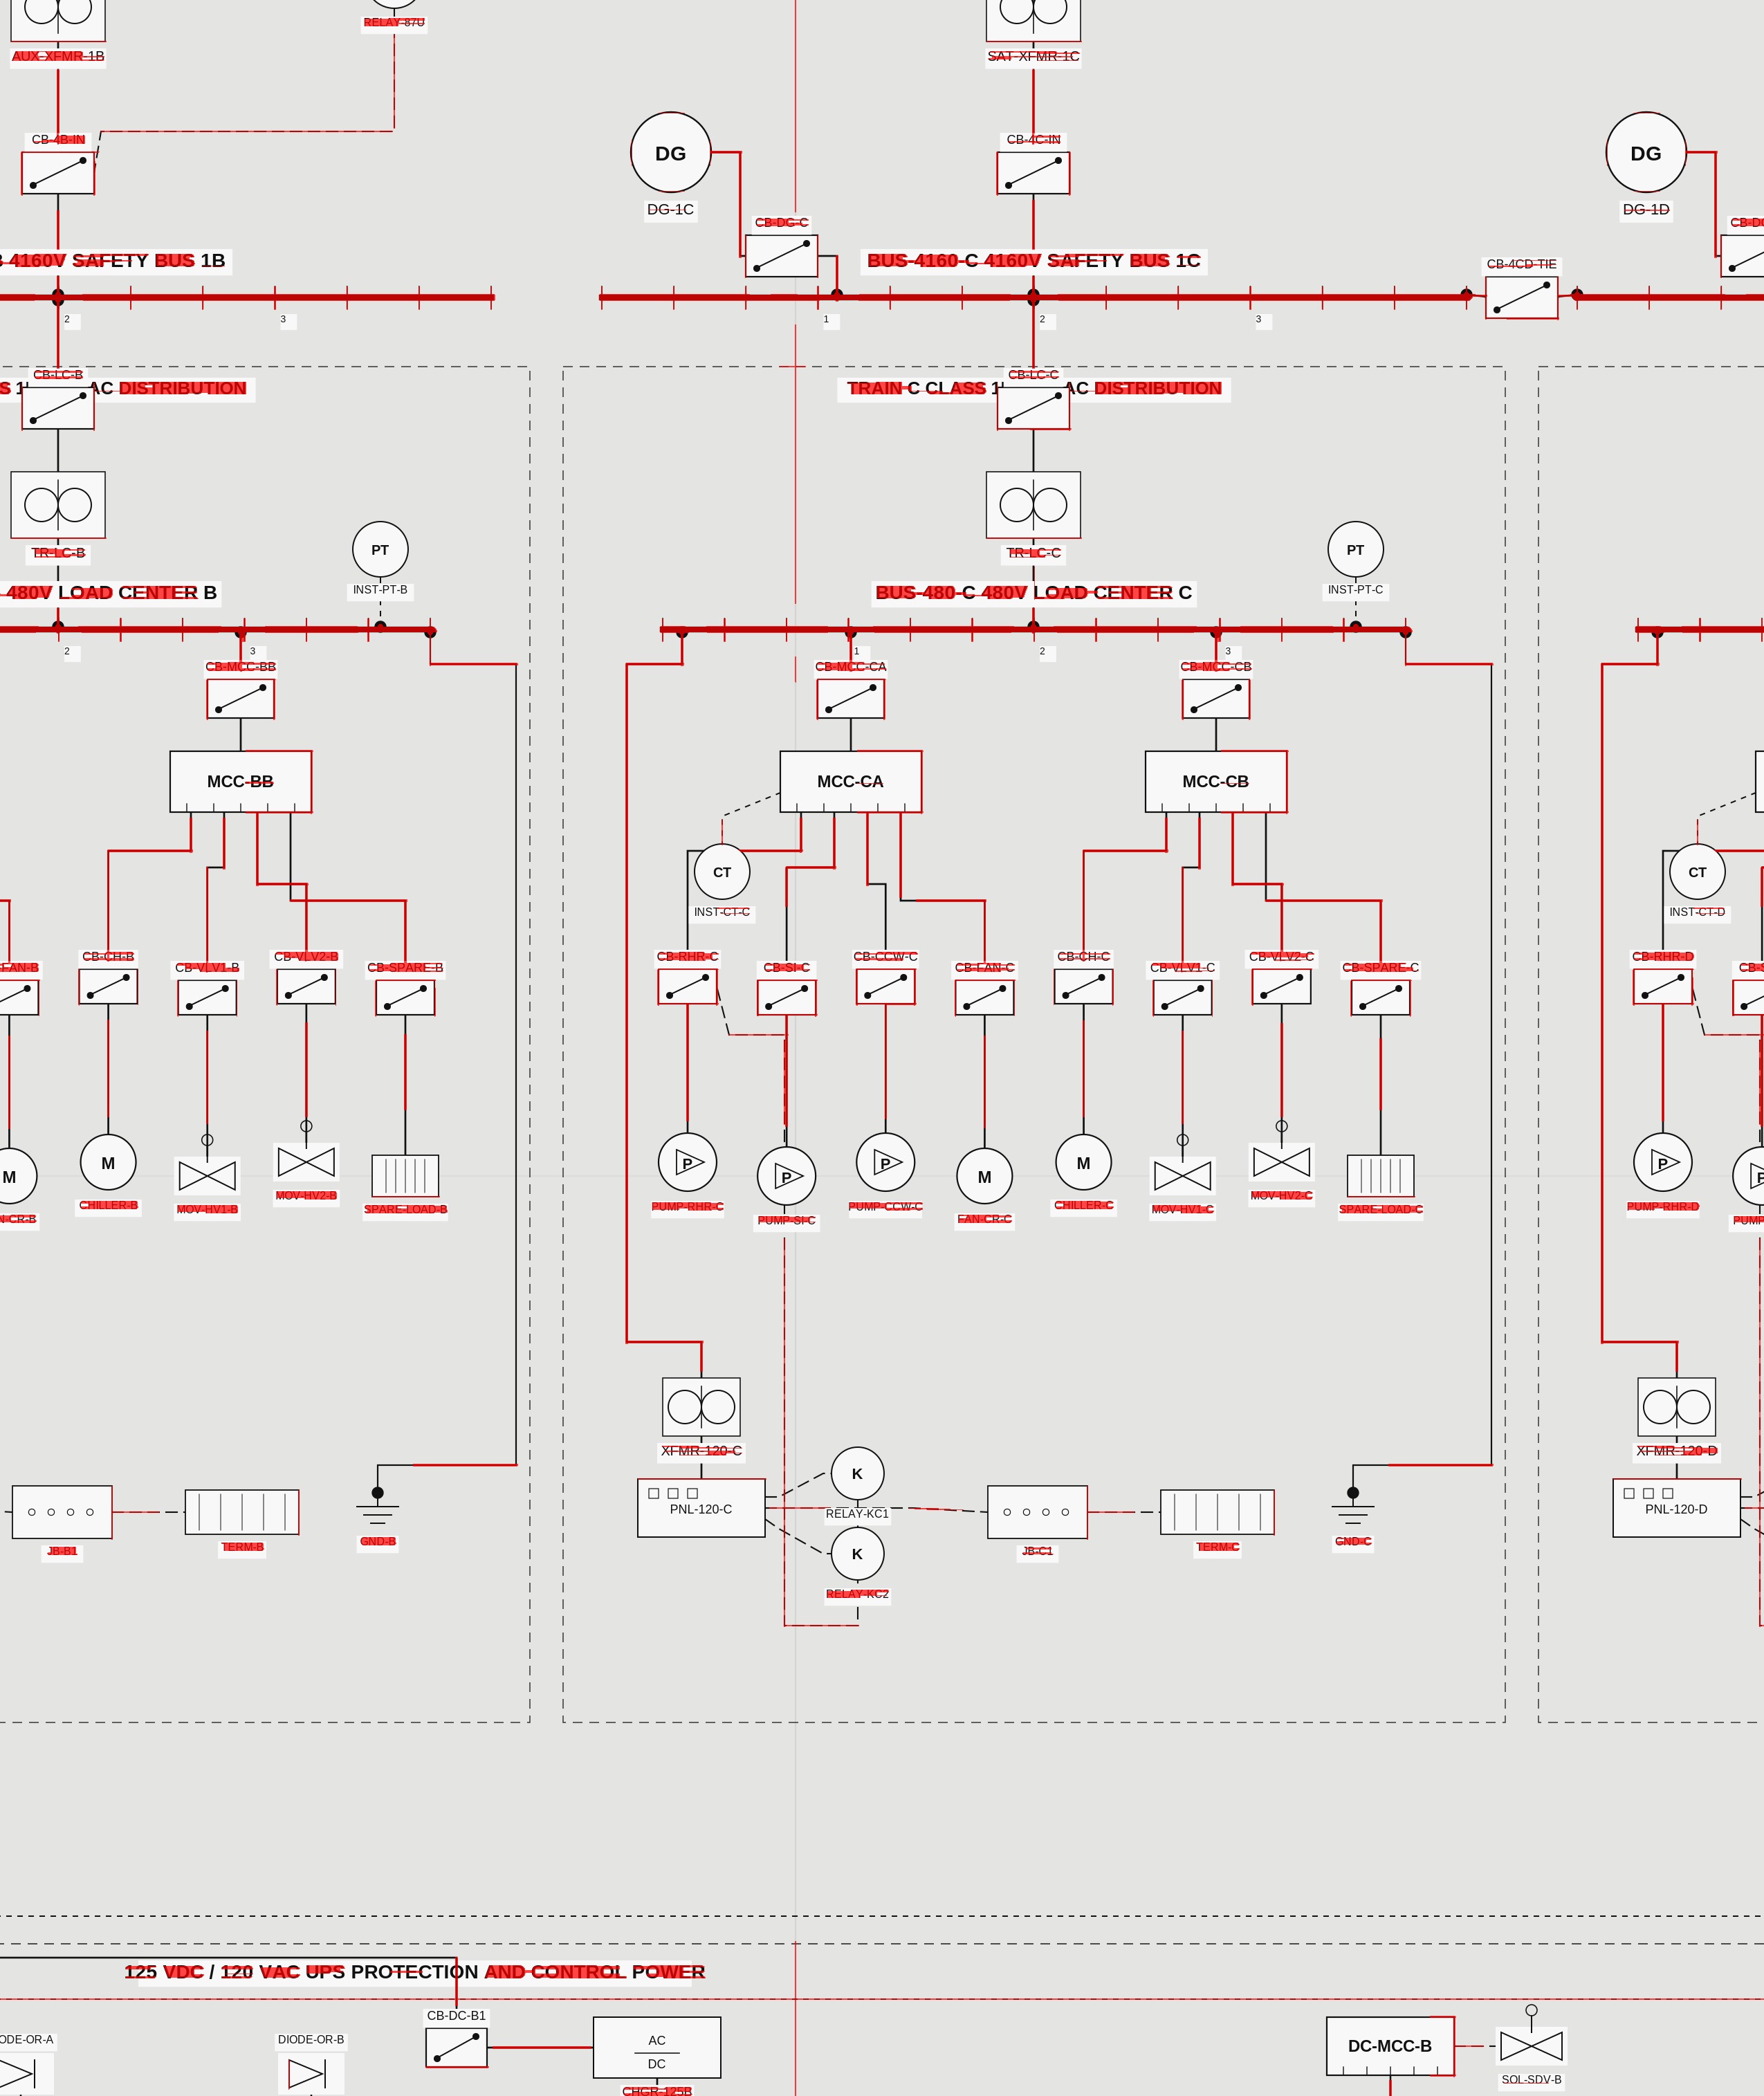 RELAY-87U
AUX-XFMR-1B
SAT-XFMR-1C
CB-4B-IN
CB-4C-IN
DG
DG
DG-1C
DG-1D
CB-DG-C
4160V SAFETY BUS 1B
BUS-4160-C 4160V SAFETY BUS 1C
CB-4CD-TIE
2
3
1
2
3
CB-LC-B
CB-LC-C
AC DISTRIBUTION
TRAIN C CLASS 1 AC DISTRIBUTION
TR-LC-B
TR-LC-C
PT
PT
INST-PT-B
INST-PT-C
480V LOAD CENTER B
BUS-480-C 480V LOAD CENTER C
2
3
1
2
3
CB-MCC-BB
CB-MCC-CA
CB-MCC-CB
MCC-BB
MCC-CA
MCC-CB
CT
CT
INST-CT-C
INST-CT-D
FAN-B
CB-CH-B
CB-VLV1-B
CB-VLV2-B
CB-SPARE-B
CB-RHR-C
CB-SI-C
CB-CCW-C
CB-FAN-C
CB-CH-C
CB-VLV1-C
CB-VLV2-C
CB-SPARE-C
CB-RHR-D
M
M
P
P
P
M
M
P
P
CR-B
CHILLER-B
MOV-HV1-B
MOV-HV2-B
SPARE-LOAD-B
PUMP-RHR-C
PUMP-SI-C
PUMP-CCW-C
FAN-CR-C
CHILLER-C
MOV-HV1-C
MOV-HV2-C
SPARE-LOAD-C
PUMP-RHR-D
PUMP
XFMR-120-C
XFMR-120-D
K
PNL-120-C
PNL-120-D
RELAY-KC1
K
RELAY-KC2
JB-B1
TERM-B
GND-B
JB-C1
TERM-C
GND-C
125 VDC / 120 VAC UPS PROTECTION AND CONTROL POWER
CB-DC-B1
ODE-OR-A
DIODE-OR-B
AC
DC
CHGR-125B
DC-MCC-B
SOL-SDV-B